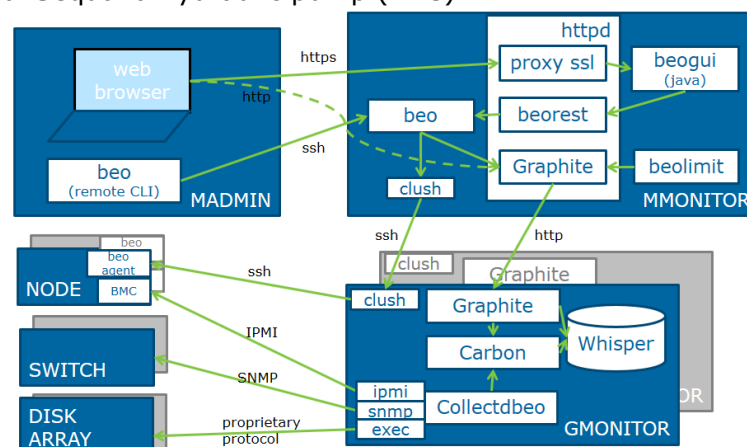 httpd
https
web
browser
proxy ssl
beogui
(java)
http
beo
beorest
ssh
beo
(remote CLI)
Graphite
beolimit
clush
MADMIN
MMONITOR
ssh
http
beo
beo
agent
NODE
BMC
ssh
clush
Graphite
clush
Graphite
IPMI
Carbon
Whisper
SWITCH
SNMP
ipmi
snmp
exec
Collectdbeo
OR
GMONITOR
DISK
ARRAY
proprietary
protocol